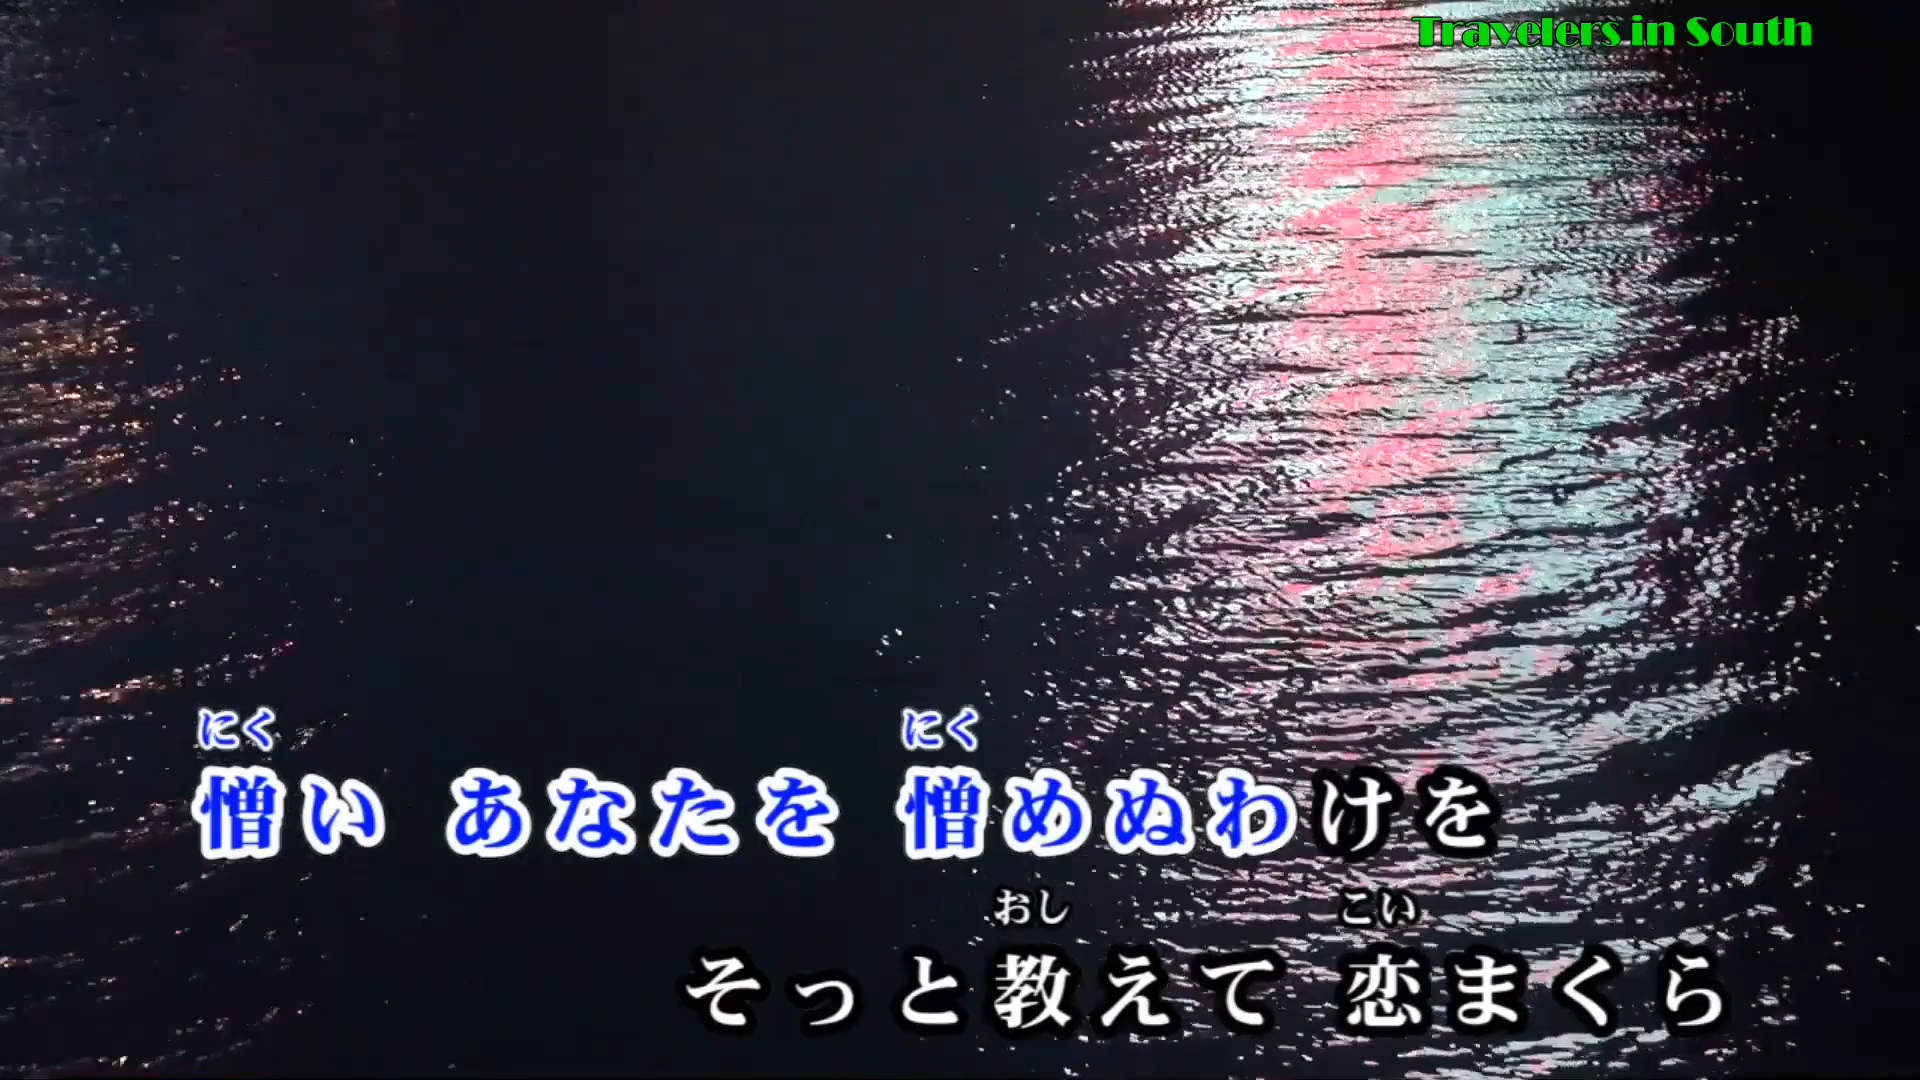 Travelers in South
にく にく
憎い あなたを 憎めぬわけを
おし こい
そっと教えて 恋まくら